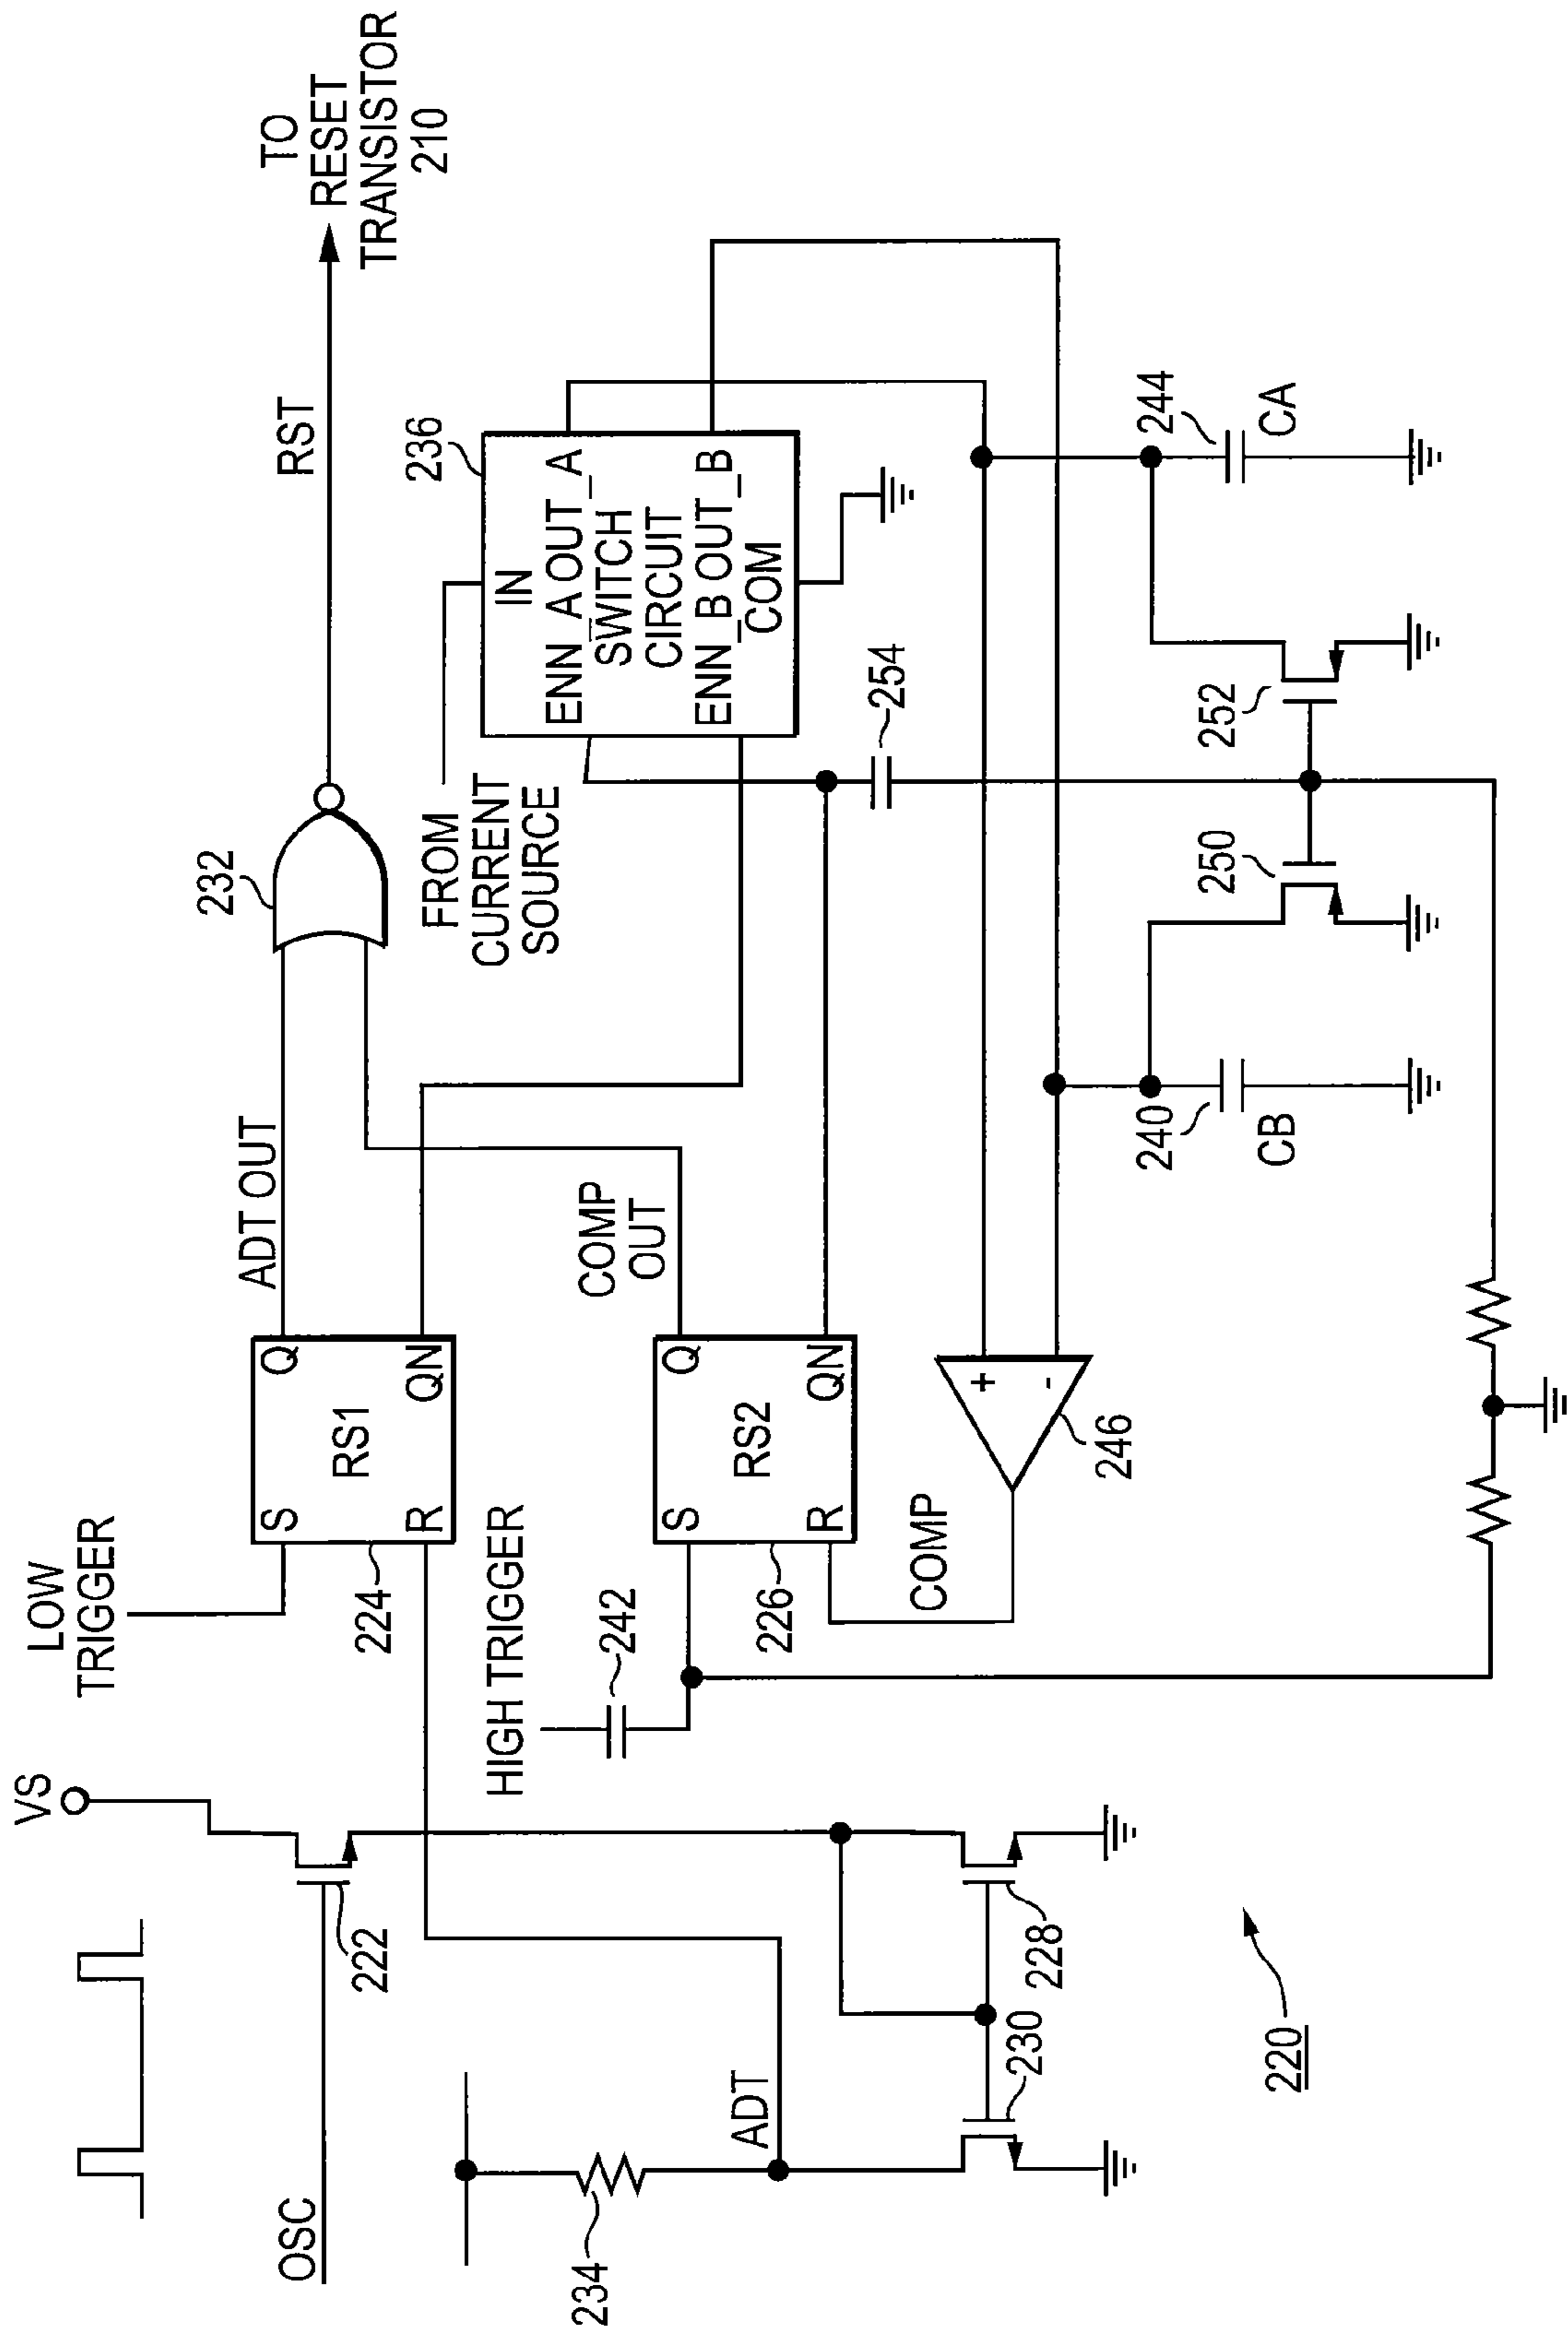 TO
RESET
TRANSISTOR
210
RST
232
236
IN
ENN_A OUT_A
SWITCH
CIRCUIT
ENN_B OUT_B
COM
FROM
CURRENT
SOURCE
254
244
CA
252
250
240
CB
ADT OUT
COMP
OUT
Q
QN
RS1
S
R
224
LOW
TRIGGER
Q
QN
RS2
S
R
226
HIGH TRIGGER
242
COMP
+
-
246
VS
222
OSC
234
ADT
228
230
220